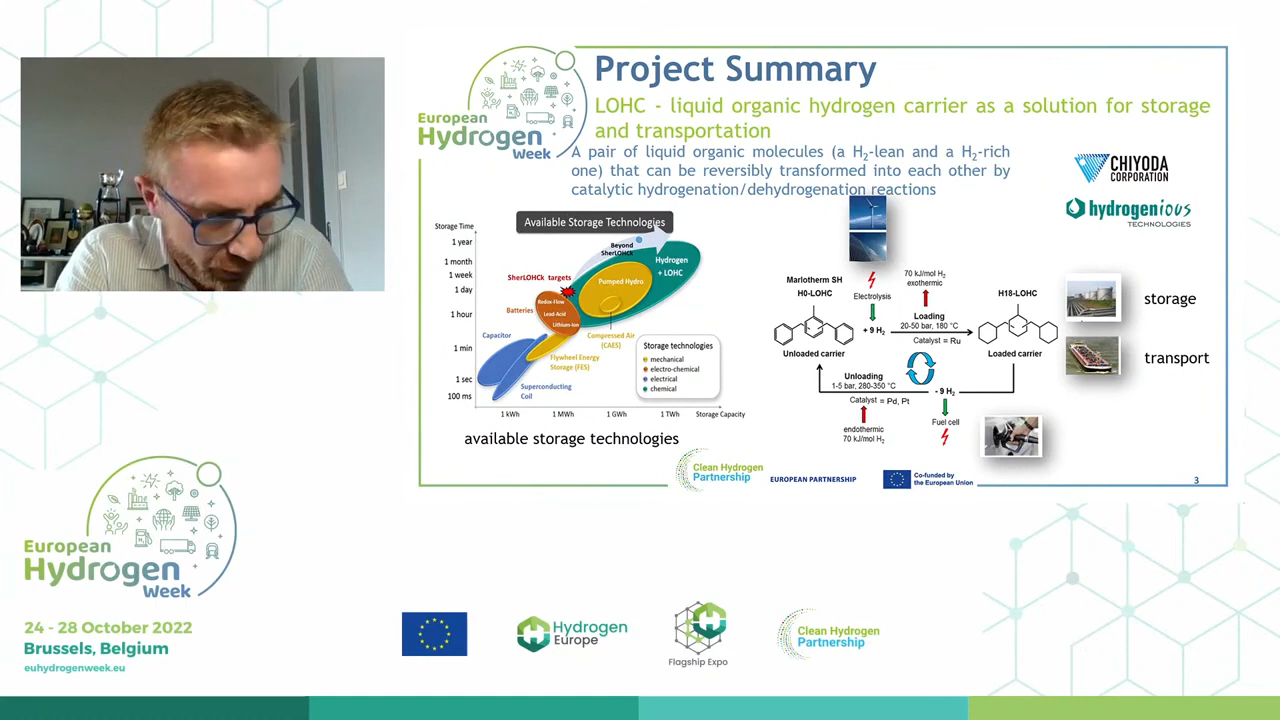 Project Summary
LOHC - liquid organic hydrogen carrier as a solution for storage
and transportation
European
Hydrogen
Week
A pair of liquid organic molecules (a H₂-lean and a H₂-rich
one) that can be reversibly transformed into each other by
catalytic hydrogenation/dehydrogenation reactions
CHIYODA
CORPORATION
hydrogenious
TECHNOLOGIES
Available Storage Technologies
Storage Time
1 year
1 month
1 week
1 day
1 hour
1 min
1 sec
100 ms
Beyond
SherLOHCk
Hydrogen
+ LOHC
SherLOHCk targets
Pumped Hydro
Batteries
Redox-Flow
Lead-Acid
Lithium-Ion
Compressed Air
(CAES)
Capacitor
Flywheel Energy
Storage (FES)
Superconducting
Coil
Storage technologies
mechanical
electro-chemical
electrical
chemical
1 kWh
1 MWh
1 GWh
1 TWh
Storage Capacity
available storage technologies
Marlotherm SH
H0-LOHC
Unloaded carrier
Electrolysis
+ 9 H₂
70 kJ/mol H₂
exothermic
Loading
20-50 bar, 180 °C
Catalyst = Ru
H18-LOHC
Loaded carrier
Unloading
1-5 bar, 280-350 °C
Catalyst = Pd, Pt
- 9 H₂
endothermic
70 kJ/mol H₂
Fuel cell
storage
transport
Clean Hydrogen
Partnership
EUROPEAN PARTNERSHIP
Co-funded by
the European Union
3
European
Hydrogen
Week
24 - 28 October 2022
Brussels, Belgium
euhydrogenweek.eu
Hydrogen
Europe
Flagship Expo
Clean Hydrogen
Partnership